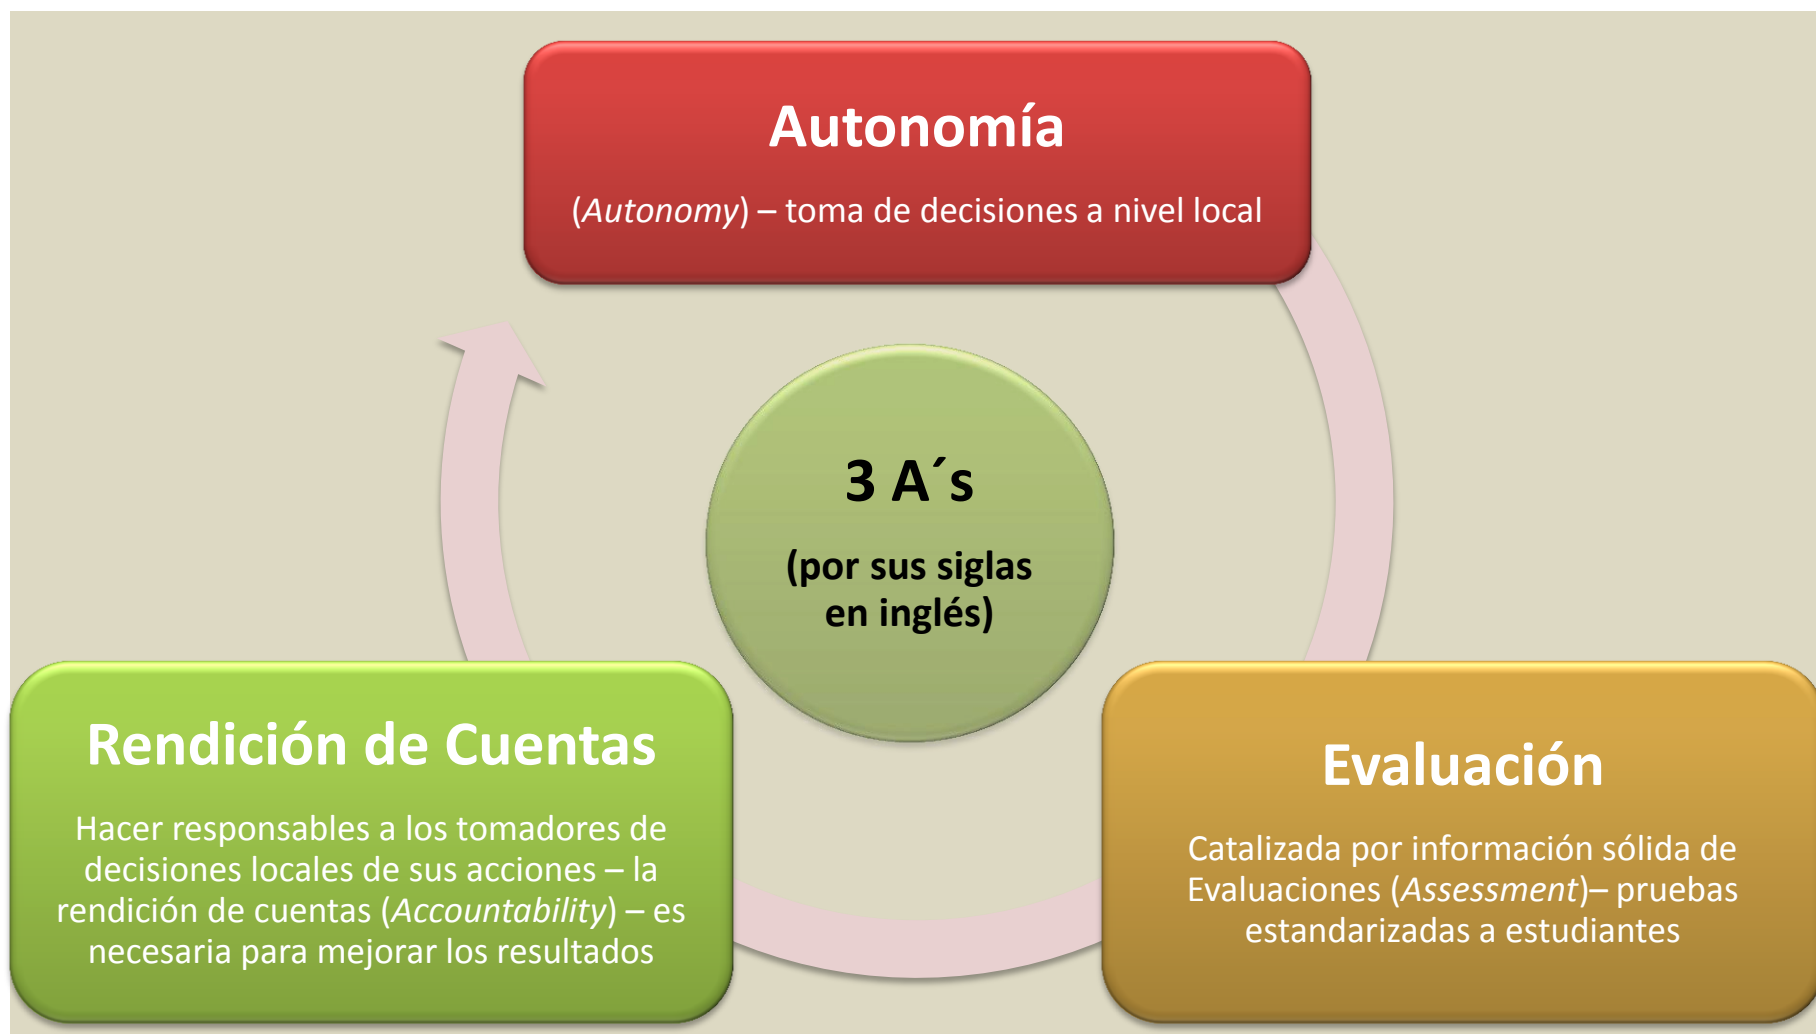 Autonomía
(Autonomy) – toma de decisiones a nivel local
3 A´s
(por sus siglas
en inglés)
Rendición de Cuentas
Hacer responsables a los tomadores de
decisiones locales de sus acciones – la
rendición de cuentas (Accountability) – es
necesaria para mejorar los resultados
Evaluación
Catalizada por información sólida de
Evaluaciones (Assessment)– pruebas
estandarizadas a estudiantes